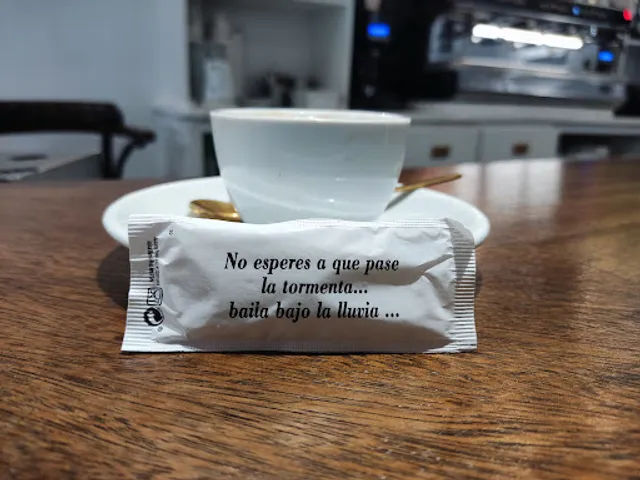 No esperes a que pase
la tormenta...
baila bajo la lluvia ...